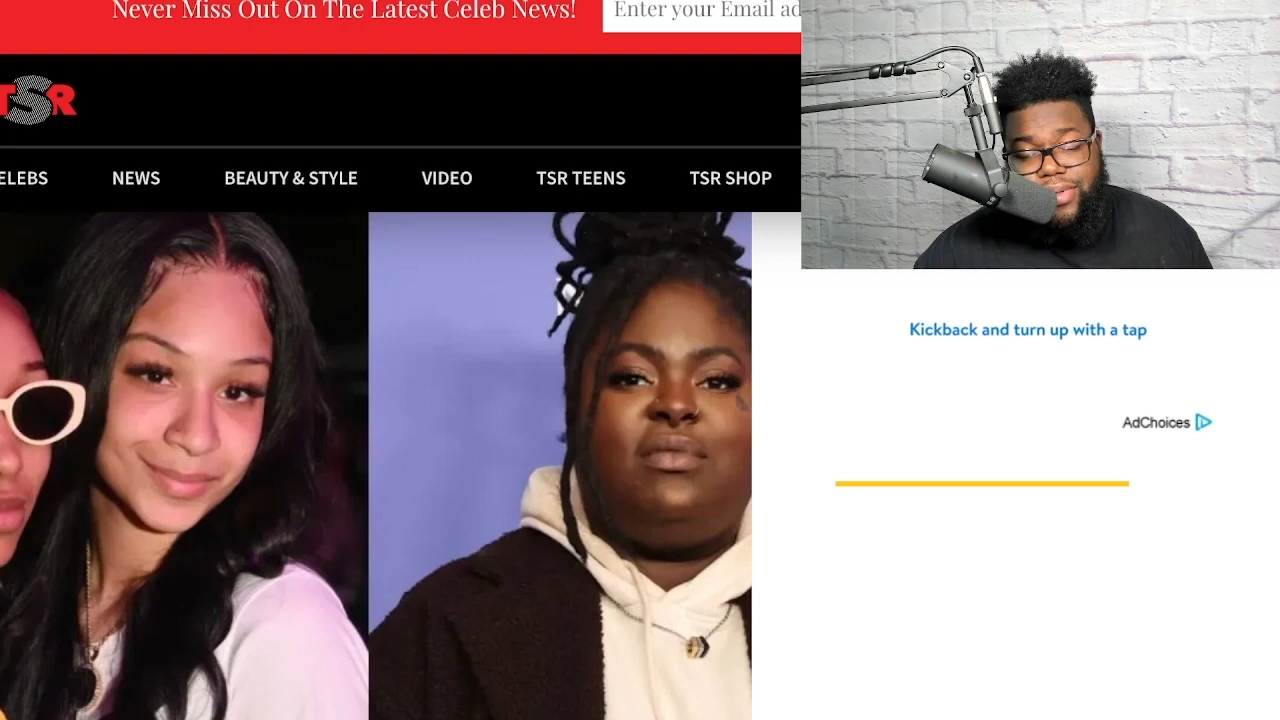 Never Miss Out On The Latest Celeb News!
Enter your Email ad
TSR
ELEBS NEWS BEAUTY & STYLE VIDEO TSR TEENS TSR SHOP
Kickback and turn up with a tap
AdChoices